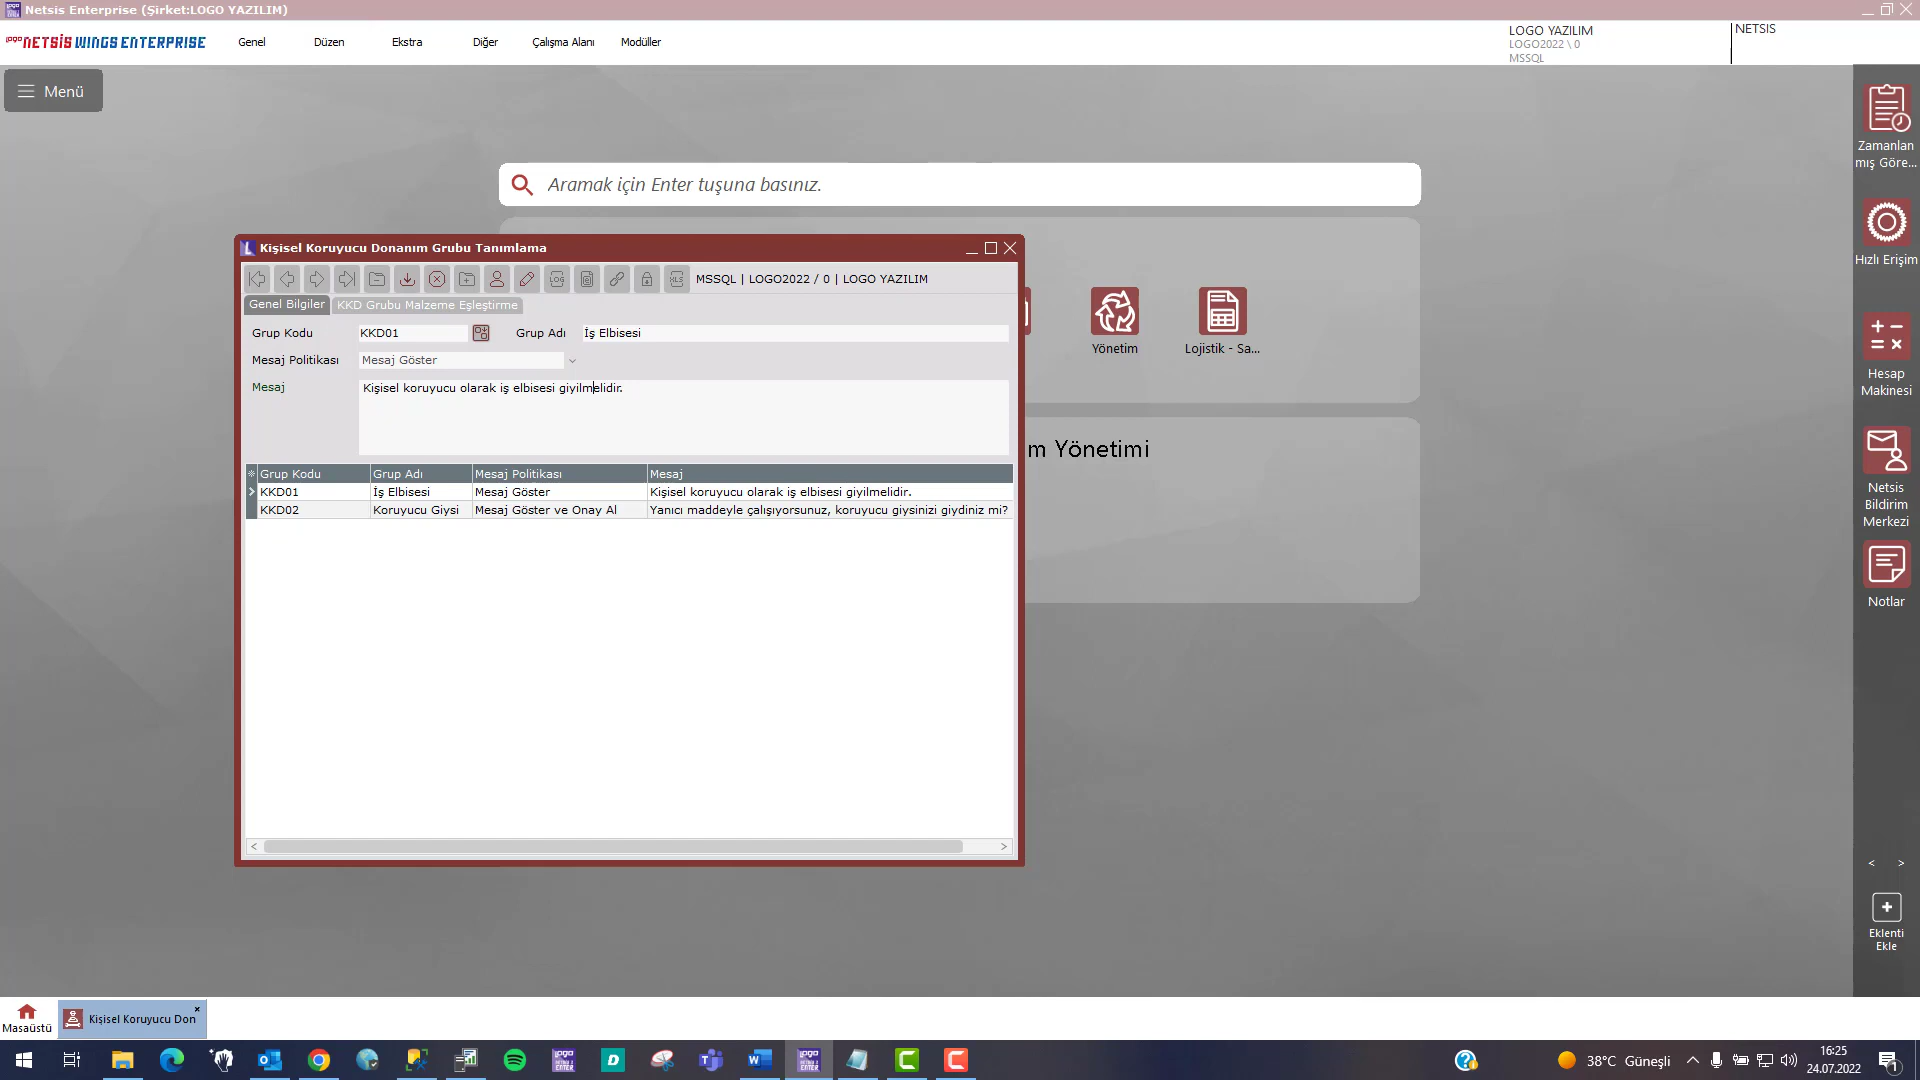 Netsis Enterprise (Şirket:LOGO YAZILIM)
LOGO NETSİS WINGS ENTERPRISE
Genel
Düzen
Ekstra
Diğer
Çalışma Alanı
Modüller
LOGO YAZILIM
LOGO2022 \ 0
MSSQL
NETSIS
Menü
Aramak için Enter tuşuna basınız.
Zamanlan
mış Göre...
Hızlı Erişim
Hesap
Makinesi
Netsis
Bildirim
Merkezi
Notlar
< >
Eklenti
Ekle
Yönetim
Lojistik - Sa...
m Yönetimi
Kişisel Koruyucu Donanım Grubu Tanımlama
LOG
XLS
MSSQL | LOGO2022 / 0 | LOGO YAZILIM
Genel Bilgiler
KKD Grubu Malzeme Eşleştirme
Grup Kodu KKD01 Grup Adı İş Elbisesi
Mesaj Politikası Mesaj Göster
Mesaj Kişisel koruyucu olarak iş elbisesi giyilmelidir.
Grup Kodu Grup Adı Mesaj Politikası Mesaj
KKD01 İş Elbisesi Mesaj Göster Kişisel koruyucu olarak iş elbisesi giyilmelidir.
KKD02 Koruyucu Giysi Mesaj Göster ve Onay Al Yanıcı maddeyle çalışıyorsunuz, koruyucu giysinizi giydiniz mi?
Masaüstü
Kişisel Koruyucu Don
38°C Güneşli
16:25
24.07.2022
1